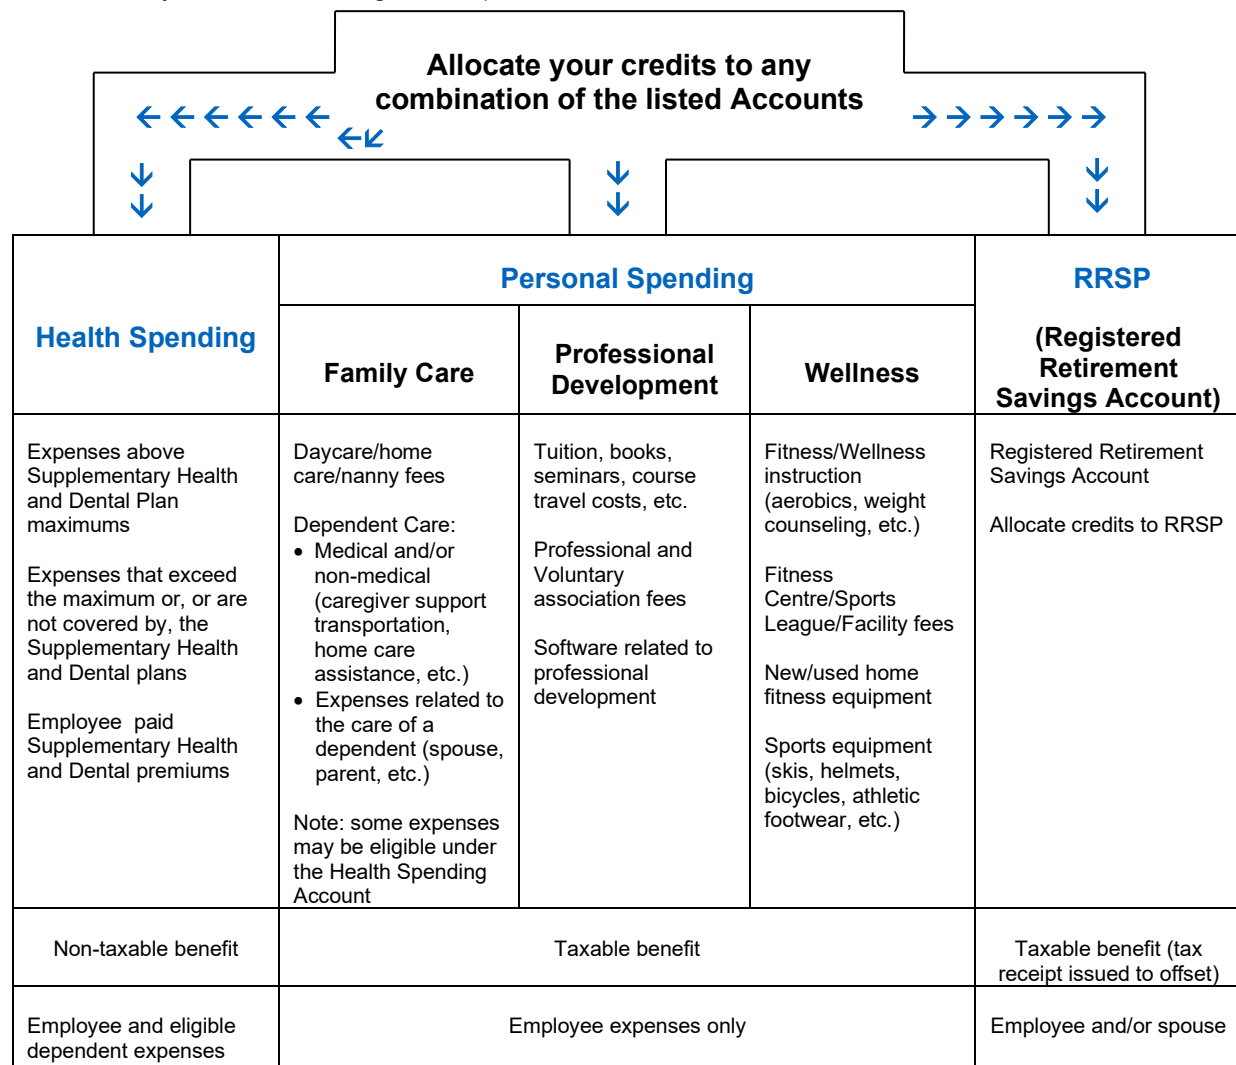 Allocate your credits to any
combination of the listed Accounts
Health Spending
Personal Spending
RRSP
(Registered
Retirement
Savings Account)
Family Care
Professional
Development
Wellness
Expenses above
Supplementary Health
and Dental Plan
maximums
Expenses that exceed
the maximum or, or are
not covered by, the
Supplementary Health
and Dental plans
Employee paid
Supplementary Health
and Dental premiums
Daycare/home
care/nanny fees
Dependent Care:
• Medical and/or
non-medical
(caregiver support
transportation,
home care
assistance, etc.)
• Expenses related to
the care of a
dependent (spouse,
parent, etc.)
Note: some expenses
may be eligible under
the Health Spending
Account
Tuition, books,
seminars, course
travel costs, etc.
Professional and
Voluntary
association fees
Software related to
professional
development
Fitness/Wellness
instruction
(aerobics, weight
counseling, etc.)
Fitness
Centre/Sports
League/Facility fees
New/used home
fitness equipment
Sports equipment
(skis, helmets,
bicycles, athletic
footwear, etc.)
Registered Retirement
Savings Account
Allocate credits to RRSP
Non-taxable benefit
Taxable benefit
Taxable benefit (tax
receipt issued to offset)
Employee and eligible
dependent expenses
Employee expenses only
Employee and/or spouse